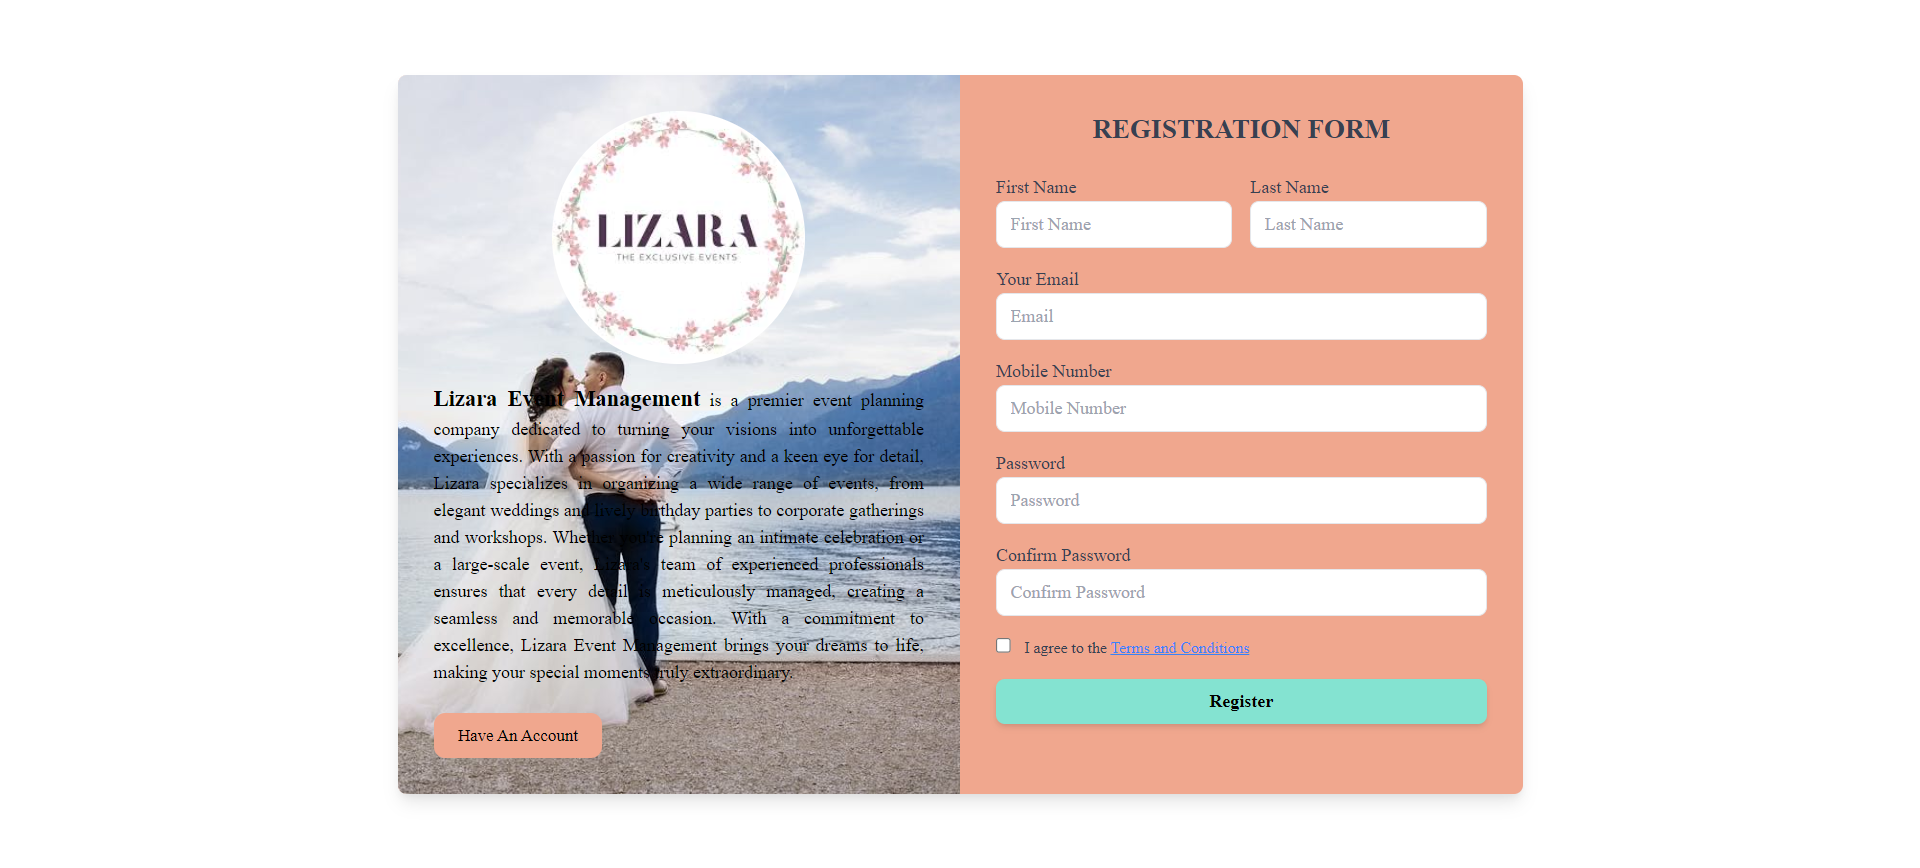 LIZARA
THE EXCLUSIVE EVENTS
Lizara Event Management is a premier event planning
company dedicated to turning your visions into unforgettable
experiences. With a passion for creativity and a keen eye for detail,
Lizara specializes in organizing a wide range of events, from
elegant weddings and lively birthday parties to corporate gatherings
and workshops. Whether you're planning an intimate celebration or
a large-scale event, Lizara's team of experienced professionals
ensures that every detail is meticulously managed, creating a
seamless and memorable occasion. With a commitment to
excellence, Lizara Event Management brings your dreams to life,
making your special moments truly extraordinary.
Have An Account
REGISTRATION FORM
First Name
Last Name
First Name
Last Name
Your Email
Email
Mobile Number
Mobile Number
Password
Password
Confirm Password
Confirm Password
I agree to the Terms and Conditions
Register